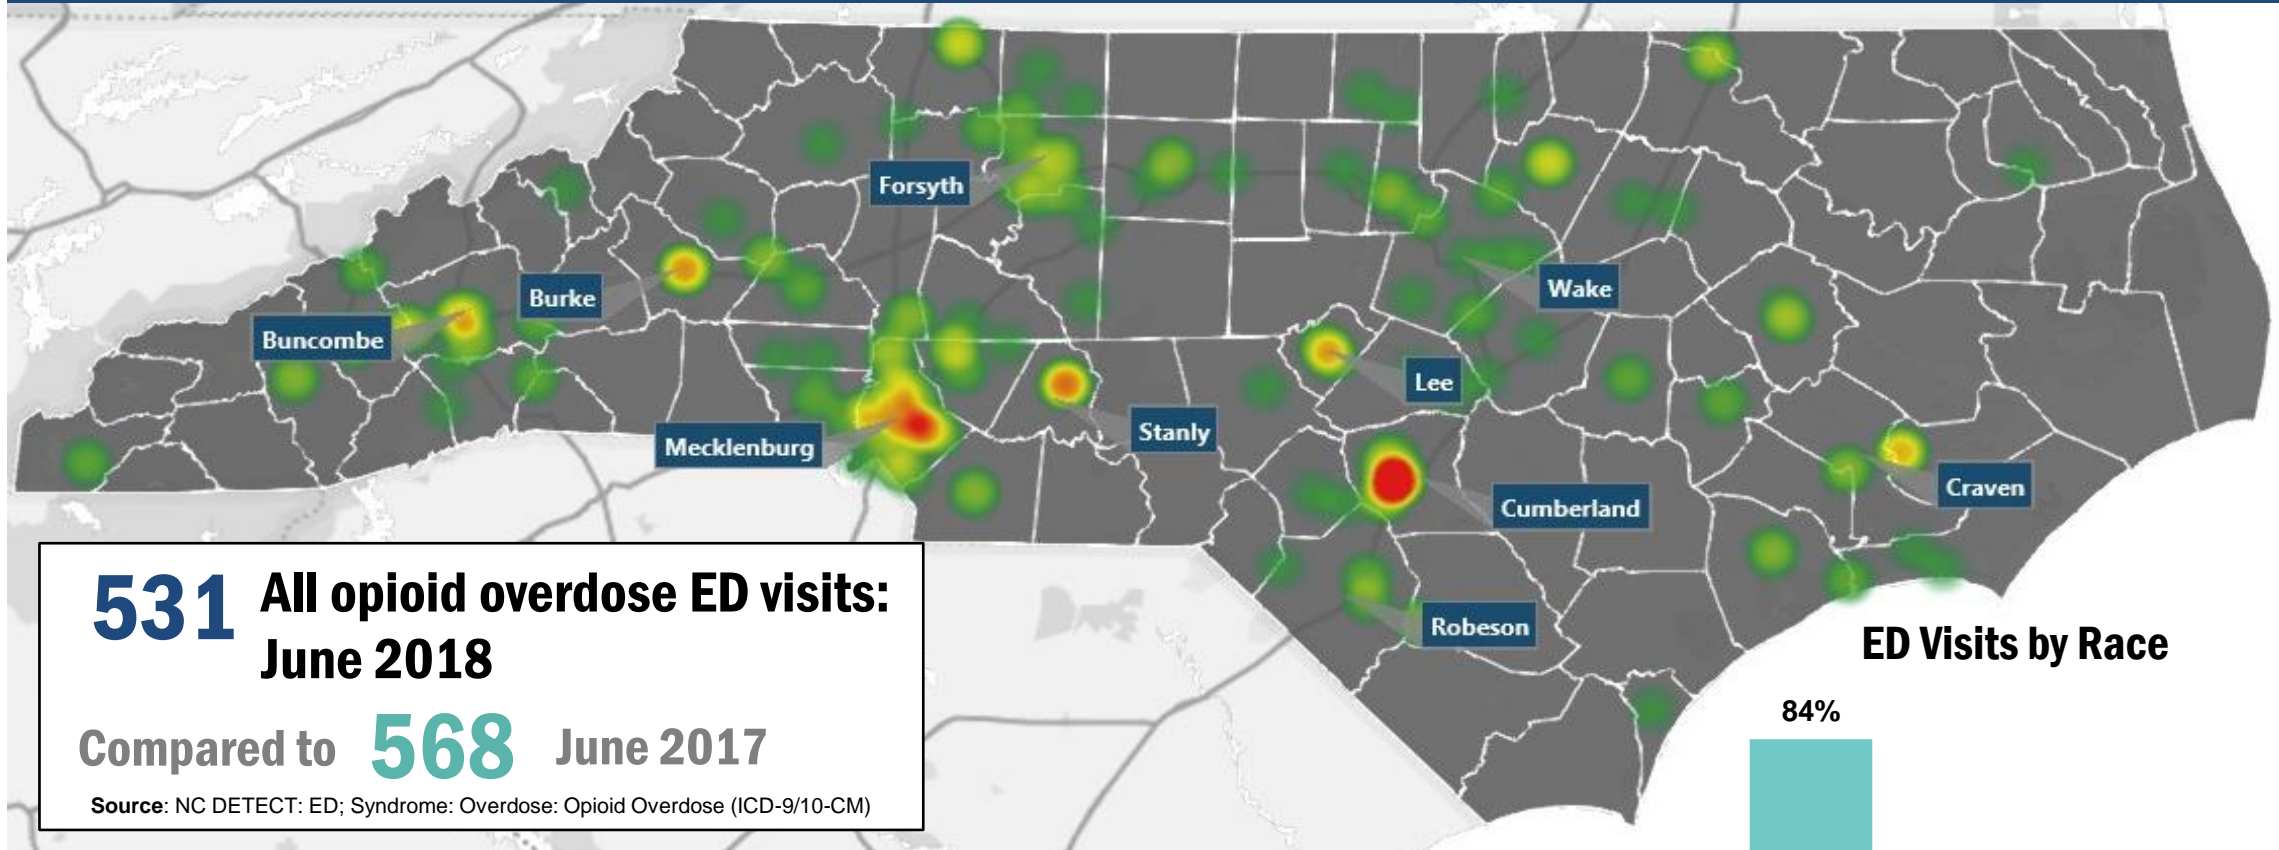 Forsyth
Burke
Wake
Buncombe
Lee
Stanly
Mecklenburg
Craven
Cumberland
Robeson
531 All opioid overdose ED visits:
June 2018
Compared to 568 June 2017
Source: NC DETECT: ED; Syndrome: Overdose: Opioid Overdose (ICD-9/10-CM)
ED Visits by Race
84%